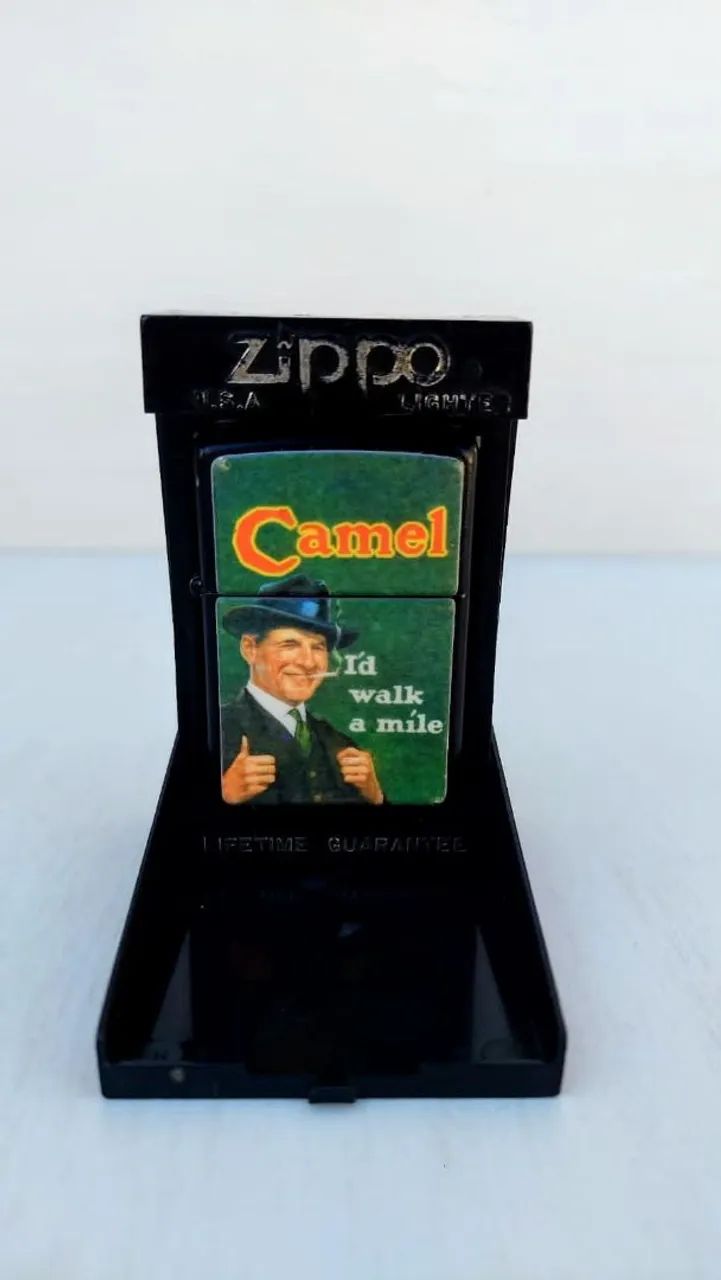 Zippo
U.S.A LIGHTER
Camel
I'd
walk
a mile
LIFETIME GUARANTEE